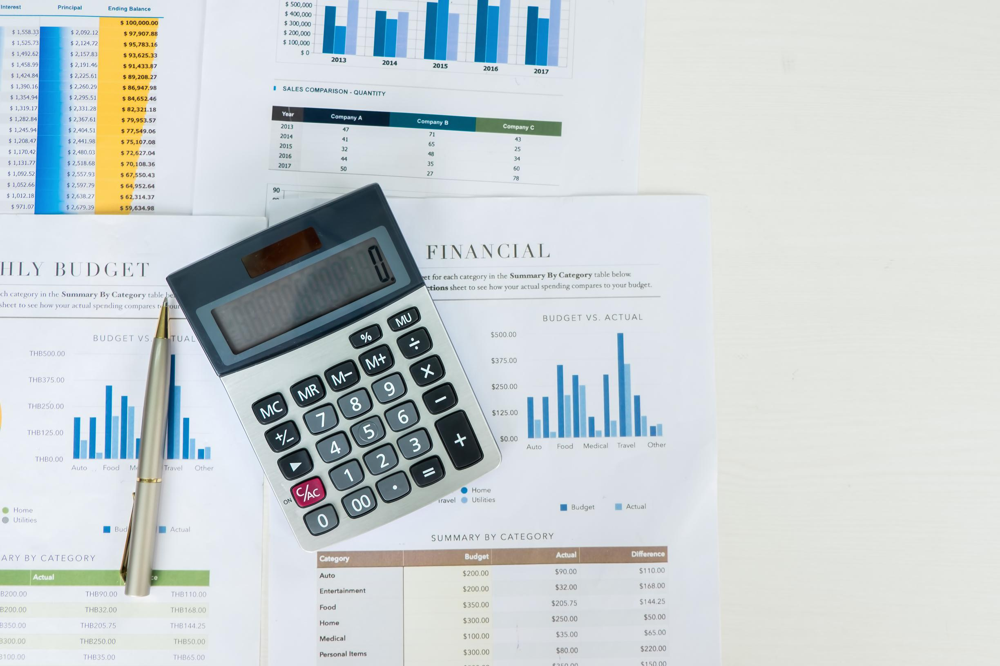 Interest Principal Ending Balance
$ 100,000.00
$ 1,558.33 $ 2,092.12 $ 97,907.88
$ 1,525.73 $ 2,124.72 $ 95,783.16
$ 1,492.62 $ 2,157.83 $ 93,625.33
$ 1,458.99 $ 2,191.46 $ 91,433.87
$ 1,424.84 $ 2,225.61 $ 89,208.27
$ 1,390.16 $ 2,260.29 $ 86,947.98
$ 1,354.94 $ 2,295.51 $ 84,652.46
$ 1,319.17 $ 2,331.28 $ 82,321.18
$ 1,282.84 $ 2,367.61 $ 79,953.57
$ 1,245.94 $ 2,404.51 $ 77,549.06
$ 1,208.47 $ 2,441.98 $ 75,107.08
$ 1,170.42 $ 2,480.03 $ 72,627.04
$ 1,131.77 $ 2,518.68 $ 70,108.36
$ 1,092.52 $ 2,557.93 $ 67,550.43
$ 1,052.66 $ 2,597.79 $ 64,952.64
$ 1,012.18 $ 2,638.27 $ 62,314.37
$ 971.07 $ 2,679.39 $ 59,634.98
$ 500,000
$ 400,000
$ 300,000
$ 200,000
$ 100,000
$ 0
2013 2014 2015 2016 2017
SALES COMPARISON - QUANTITY
Year Company A Company B Company C
2013 47 71 43
2014 41 65 25
2015 32 48 34
2016 44 35 60
2017 50 27 78
90
HLY BUDGET
ch category in the Summary By Category table be
sheet to see how your actual spending compares to your
BUDGET VS. TUAL
THB500.00
THB375.00
THB250.00
THB125.00
THB0.00
Auto Food Me Travel Other
Home
Utilities
Bud Actual
ARY BY CATEGORY
Actual ce
B200.00 THB90.00 THB110.00
B200.00 THB32.00 THB168.00
B350.00 THB205.75 THB144.25
B300.00 THB250.00 THB50.00
B100.00 THB35.00 THB65.00
0.
% MU
MC MR M− M+ ÷
+/− 7 8 9 ×
▶ 4 5 6 −
ON C/AC 1 2 3 +
0 00 . =
FINANCIAL
et for each category in the Summary By Category table below.
ctions sheet to see how your actual spending compares to your budget.
BUDGET VS. ACTUAL
$500.00
$375.00
$250.00
$125.00
$0.00
Auto Food Medical Travel Other
Home
Travel Utilities
Budget Actual
SUMMARY BY CATEGORY
Category Budget Actual Difference
Auto $200.00 $90.00 $110.00
Entertainment $200.00 $32.00 $168.00
Food $350.00 $205.75 $144.25
Home $300.00 $250.00 $50.00
Medical $100.00 $35.00 $65.00
Personal Items $300.00 $80.00 $220.00
$350.00 $150.00